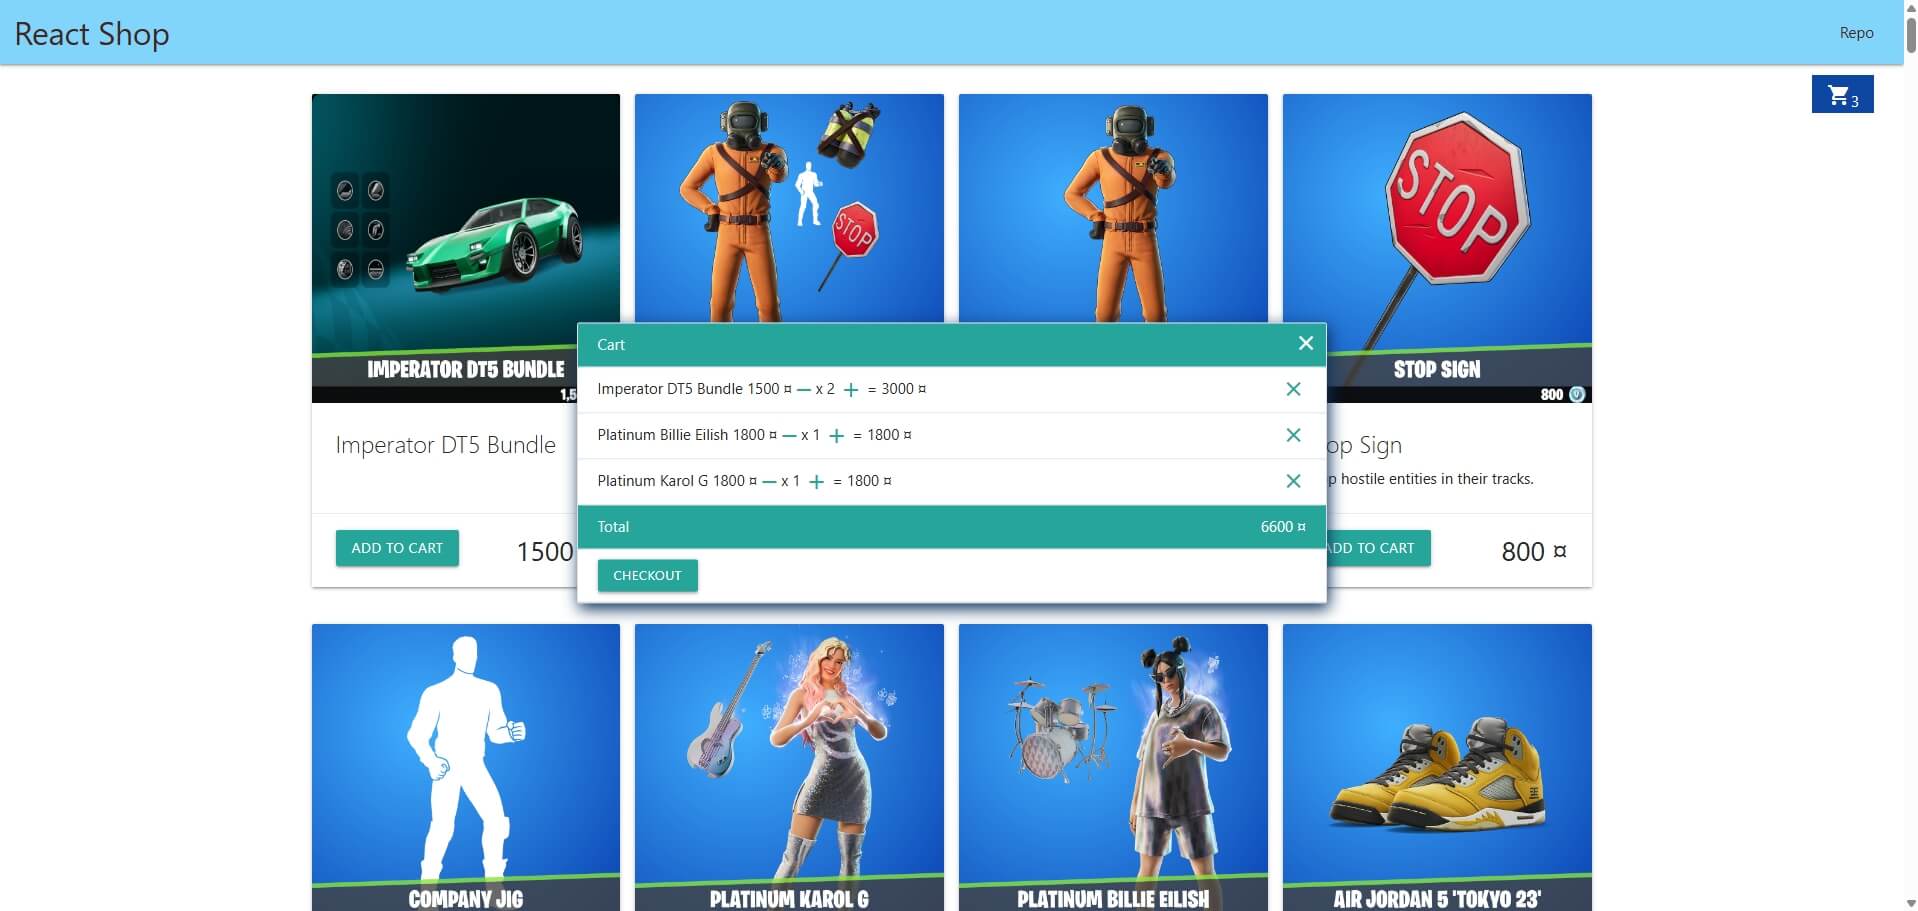 React Shop
Repo
3
STOP
STOP
IMPERATOR DT5 BUNDLE
1,5
STOP SIGN
800
Cart
Imperator DT5 Bundle 1500 ¤ — x 2 + = 3000 ¤
Platinum Billie Eilish 1800 ¤ — x 1 + = 1800 ¤
Platinum Karol G 1800 ¤ — x 1 + = 1800 ¤
Total 6600 ¤
CHECKOUT
Imperator DT5 Bundle
ADD TO CART
1500
op Sign
p hostile entities in their tracks.
DD TO CART
800 ¤
COMPANY JIG
PLATINUM KAROL G
PLATINUM BILLIE EILISH
AIR JORDAN 5 'TOKYO 23'